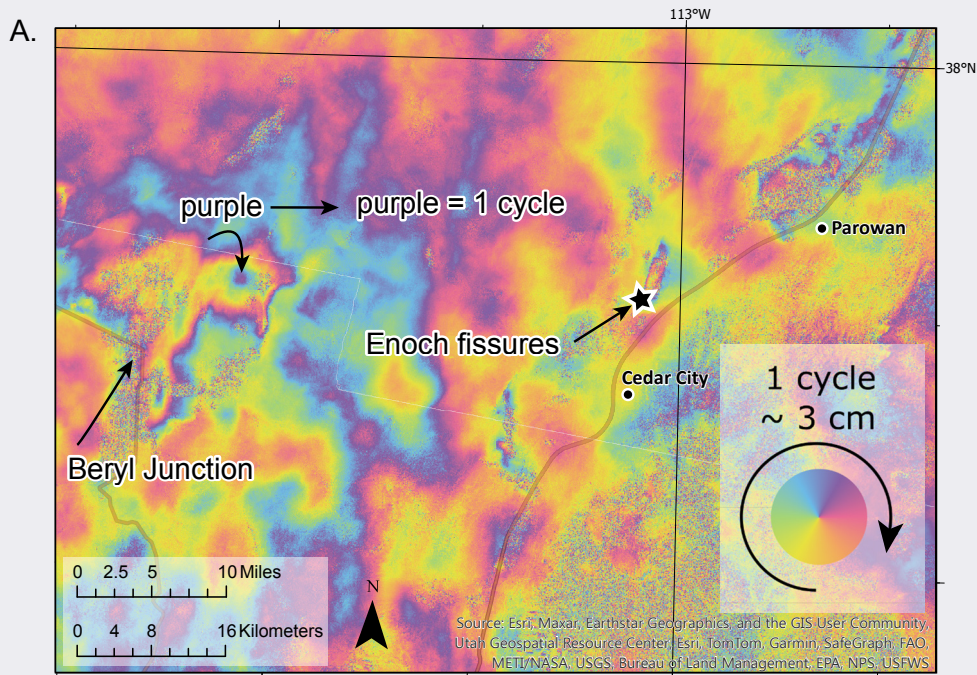 A.
113°W
38°N
purple
purple = 1 cycle
Parowan
Enoch fissures
Cedar City
1 cycle
~ 3 cm
Beryl Junction
0 2.5 5 10 Miles
0 4 8 16 Kilometers
N
Source: Esri, Maxar, Earthstar Geographics, and the GIS User Community,
Utah Geospatial Resource Center, Esri, TomTom, Garmin, SafeGraph, FAO,
METI/NASA, USGS, Bureau of Land Management, EPA, NPS, USFWS